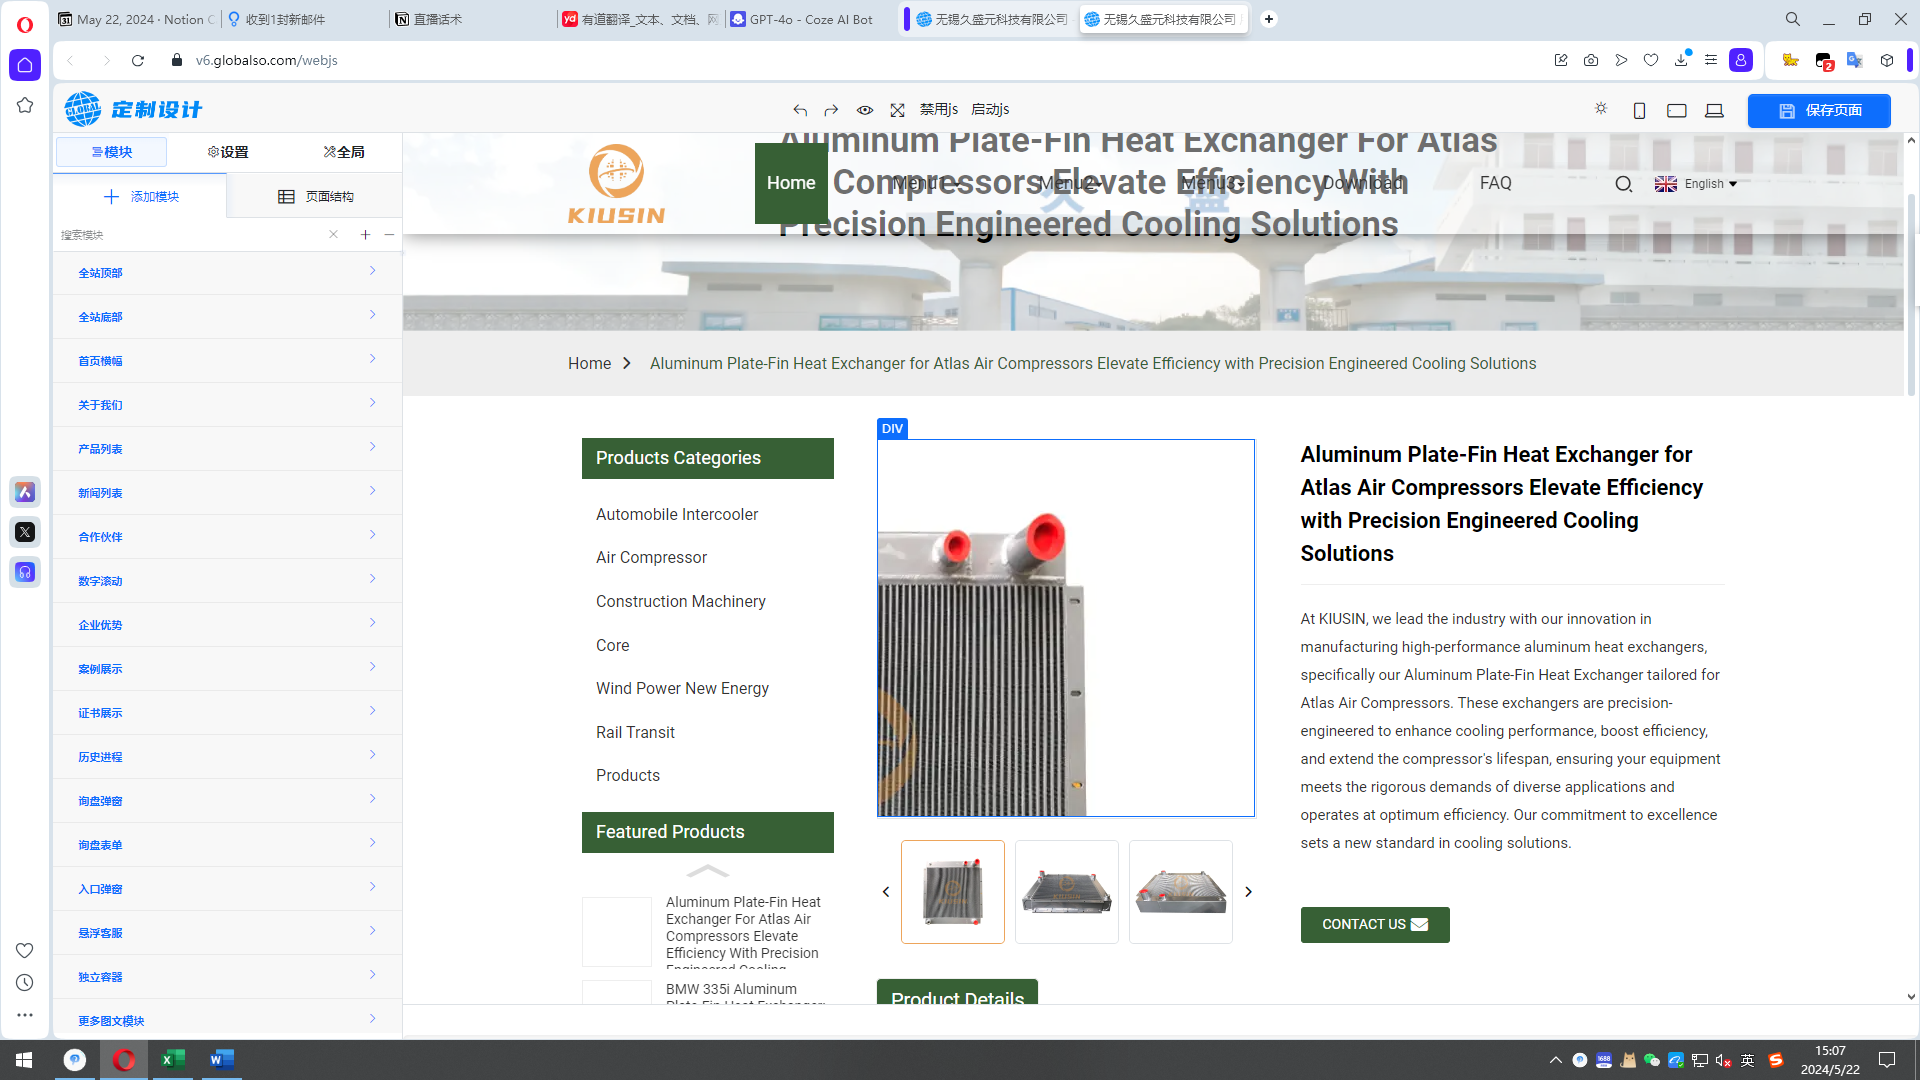 May 22, 2024 · Notion C
收到1封新邮件
直播话术
有道翻译_文本、文档、网
GPT-4o - Coze AI Bot
无锡久盛元科技有限公司
无锡久盛元科技有限公司
v6.globalso.com/webjs
2
GLOBAL 定制设计
禁用js 启动js
保存页面
模块 设置 全局
添加模块 页面结构
搜索模块
全站顶部
全站底部
首页横幅
关于我们
产品列表
新闻列表
合作伙伴
数字滚动
企业优势
案例展示
证书展示
历史进程
询盘弹窗
询盘表单
入口弹窗
悬浮客服
独立容器
更多图文模块
Aluminum Plate-Fin Heat Exchanger For Atlas
Compressors Elevate Efficiency With
Precision Engineered Cooling Solutions
KIUSIN
Home Menu1 Menu2 Menu3 Download FAQ English
Home Aluminum Plate-Fin Heat Exchanger for Atlas Air Compressors Elevate Efficiency with Precision Engineered Cooling Solutions
Products Categories
Automobile Intercooler
Air Compressor
Construction Machinery
Core
Wind Power New Energy
Rail Transit
Products
Featured Products
Aluminum Plate-Fin Heat
Exchanger For Atlas Air
Compressors Elevate
Efficiency With Precision
Engineered Cooling
BMW 335i Aluminum
Plate-Fin Heat Exchanger
DIV
KIUSIN
Product Details
Aluminum Plate-Fin Heat Exchanger for
Atlas Air Compressors Elevate Efficiency
with Precision Engineered Cooling
Solutions
At KIUSIN, we lead the industry with our innovation in
manufacturing high-performance aluminum heat exchangers,
specifically our Aluminum Plate-Fin Heat Exchanger tailored for
Atlas Air Compressors. These exchangers are precision-
engineered to enhance cooling performance, boost efficiency,
and extend the compressor's lifespan, ensuring your equipment
meets the rigorous demands of diverse applications and
operates at optimum efficiency. Our commitment to excellence
sets a new standard in cooling solutions.
CONTACT US
英
15:07
2024/5/22